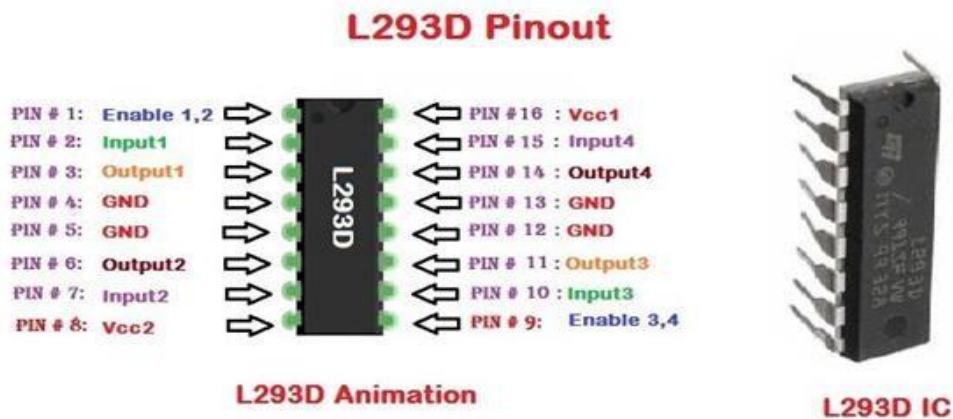 L293D Pinout
PIN # 1: Enable 1,2
PIN # 2: Input1
PIN # 3: Output1
PIN # 4: GND
PIN # 5: GND
PIN # 6: Output2
PIN # 7: Input2
PIN # 8: Vcc2
L293D
PIN #16 : Vcc1
PIN # 15 : Input4
PIN # 14 : Output4
PIN # 13 : GND
PIN # 12 : GND
PIN # 11 : Output3
PIN # 10 : Input3
PIN # 9: Enable 3,4
L293D
L293D Animation
L293D IC